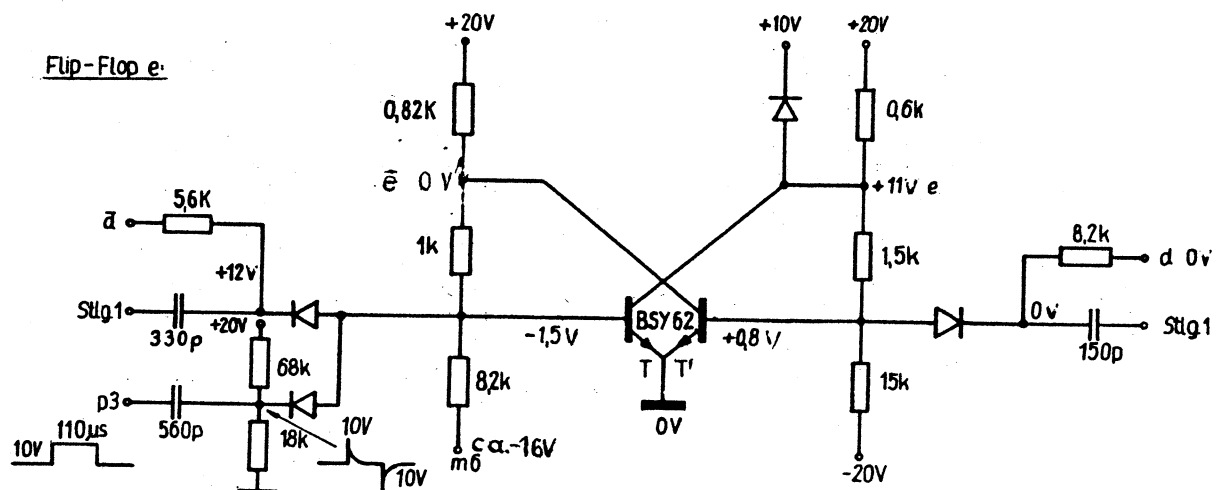 Flip-Flop e:
+20V
+10V
+20V
0,82K
0,6k
ē 0V
+11V e
ā
5,6K
1k
1,5k
8,2k
d 0V
+12V
Stlg.1
330p
+20V
-1,5V
BSY62
+0,8V
0V
150p
Stlg.1
68k
T T'
8,2k
15k
p3
560p
18k
0V
10V
110µs
10V
10V
m6
ca.-16V
-20V